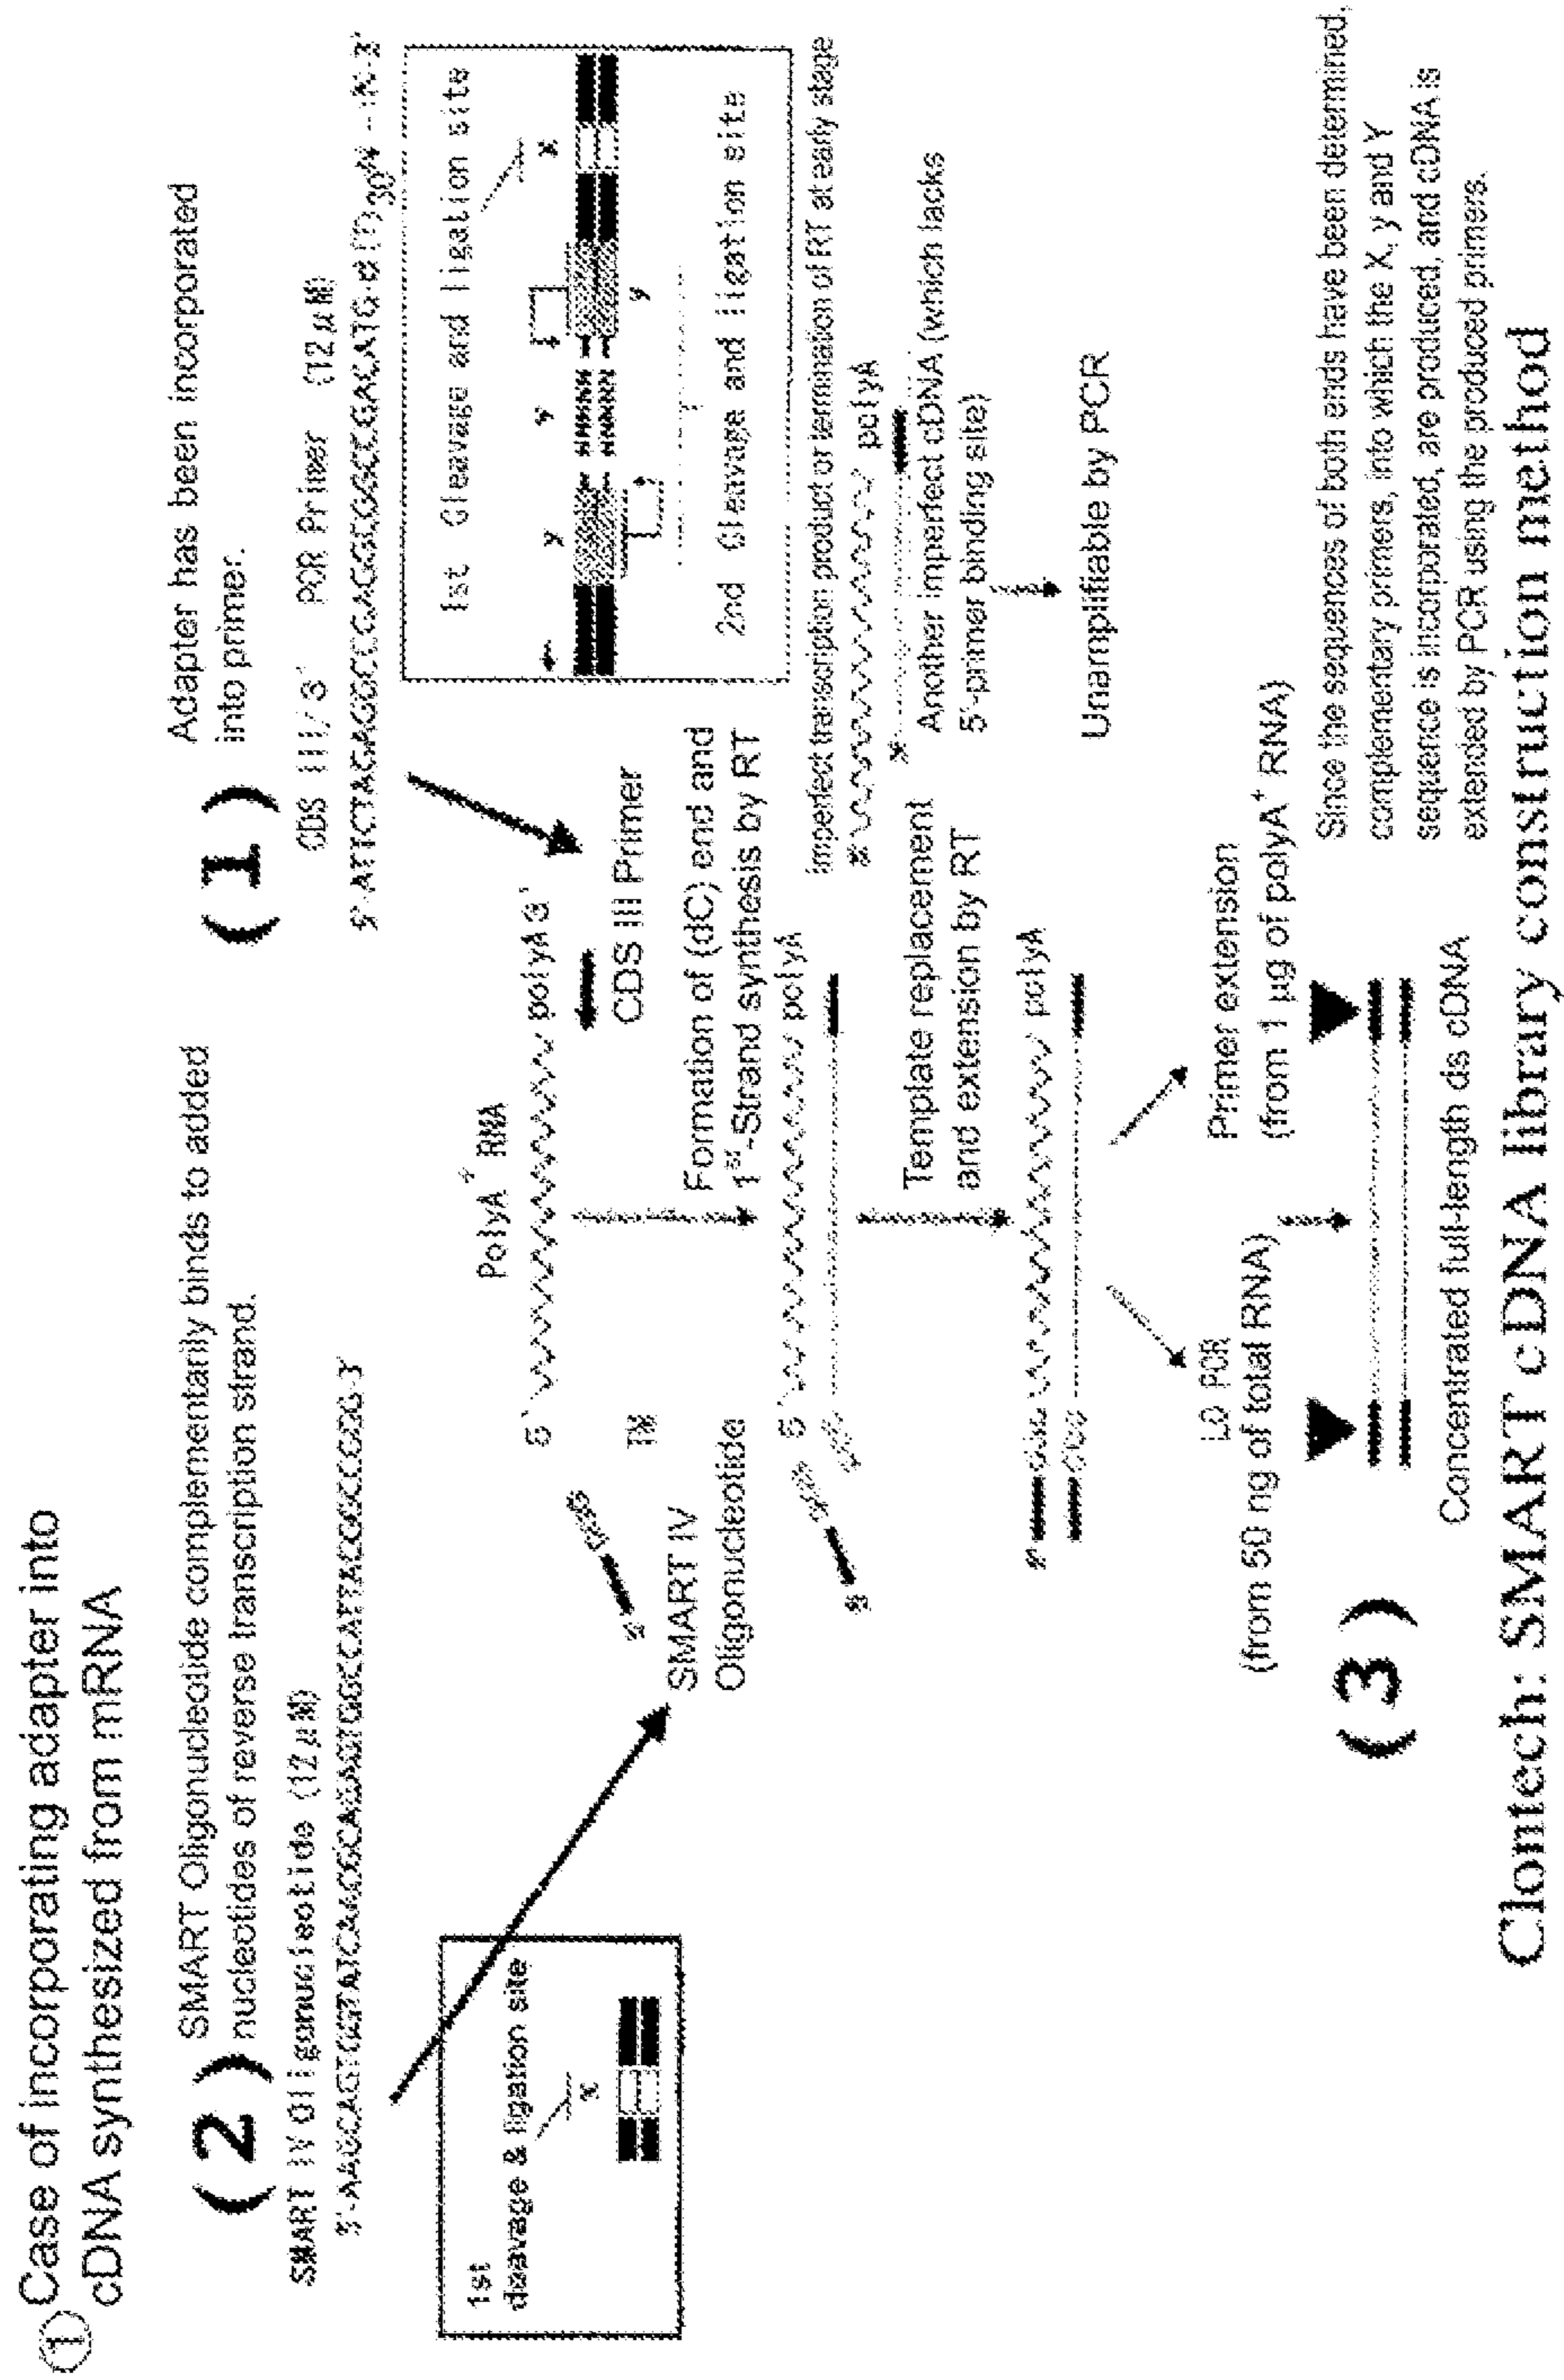 ① Case of incorporating adapter into
cDNA synthesized from mRNA
(2)
SMART Oligonucleotide complementarily binds to added
nucleotides of reverse transcription strand.
SMART IV Oligonucleotide (12μM)
1st
cleavage & ligation site
x
(1)
Adapter has been incorporated
into primer.
CDS III/3' PCR Primer (12μM)
1st Cleavage and ligation site
x
y
y
2nd Cleavage and ligation site
PolyA+ RNA
5'
polyA 3'
CDS III Primer
TM
SMART IV
Oligonucleotide
Formation of (dC) end and
1st-Strand synthesis by RT
5'
polyA
Imperfect transcription product or termination of RT at early stage
polyA
Another imperfect cDNA (which lacks
5'-primer binding site)
Unamplifiable by PCR
Template replacement
and extension by RT
polyA
LD PCR
(from 50 ng of total RNA)
Primer extension
(from 1 μg of polyA+ RNA)
(3)
Concentrated full-length ds cDNA
Since the sequences of both ends have been determined,
complementary primers, into which the X, y and Y
sequence is incorporated, are produced, and cDNA is
extended by PCR using the produced primers.
Clontech: SMART cDNA library construction method